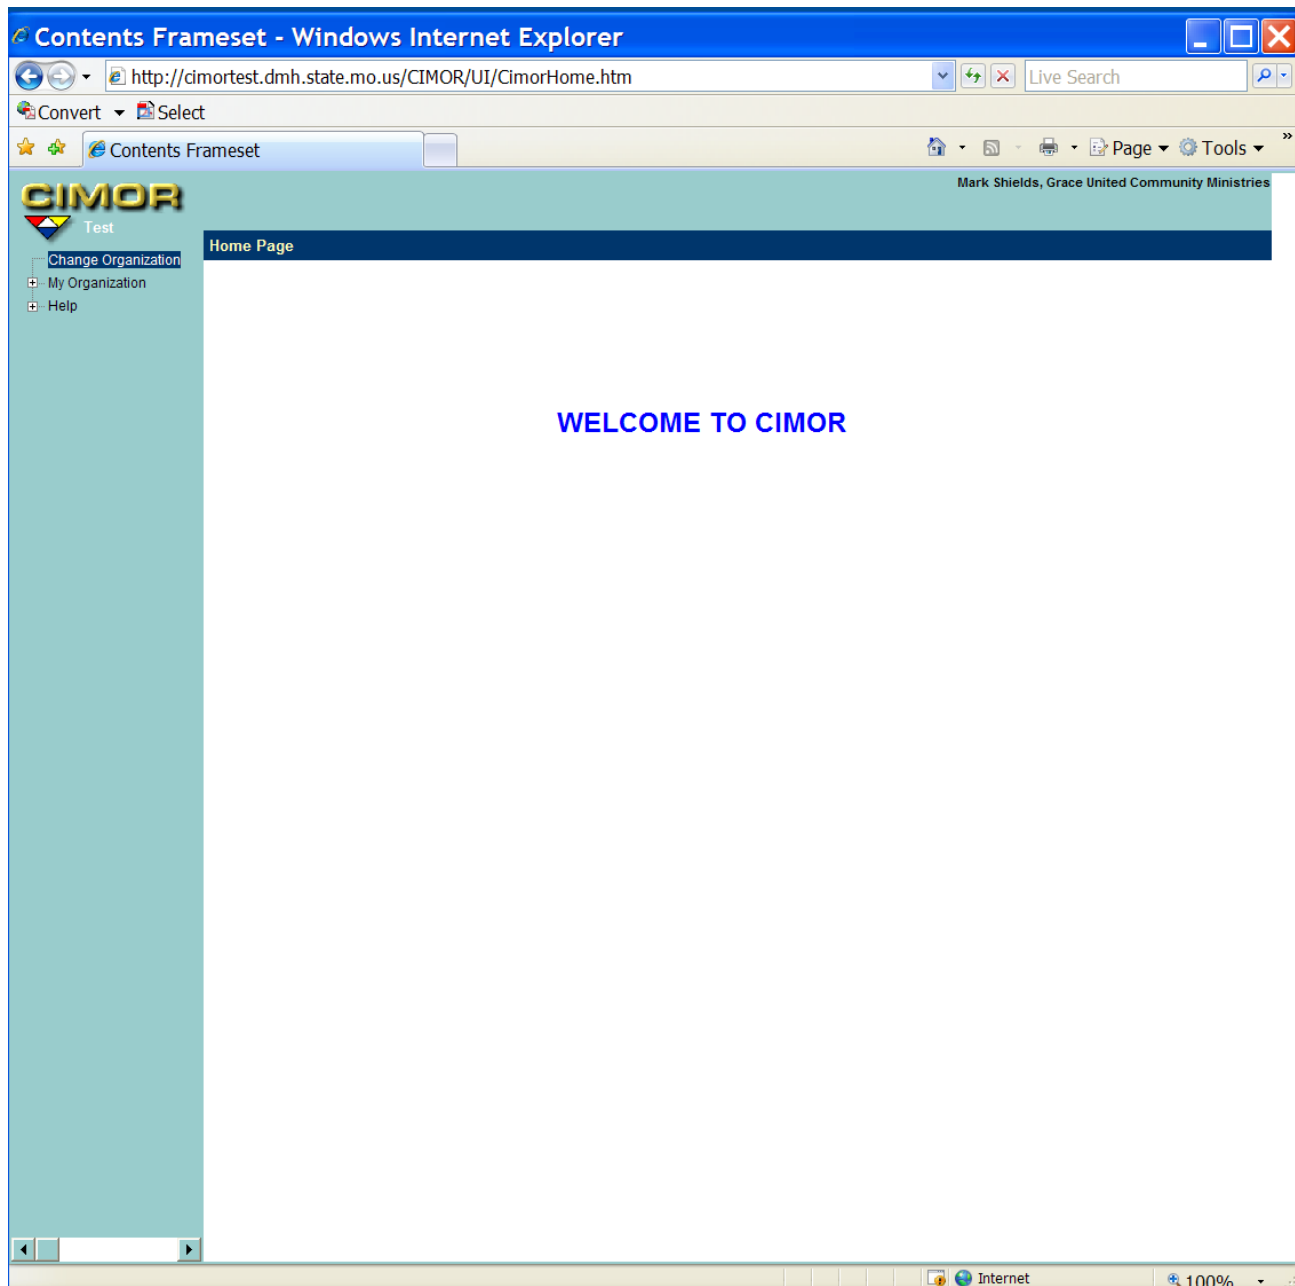 Contents Frameset - Windows Internet Explorer
http://cimortest.dmh.state.mo.us/CIMOR/UI/CimorHome.htm
Live Search
Convert
Select
Contents Frameset
Page
Tools
»
CIMOR
Test
Mark Shields, Grace United Community Ministries
Home Page
Change Organization
My Organization
Help
WELCOME TO CIMOR
Internet
100%